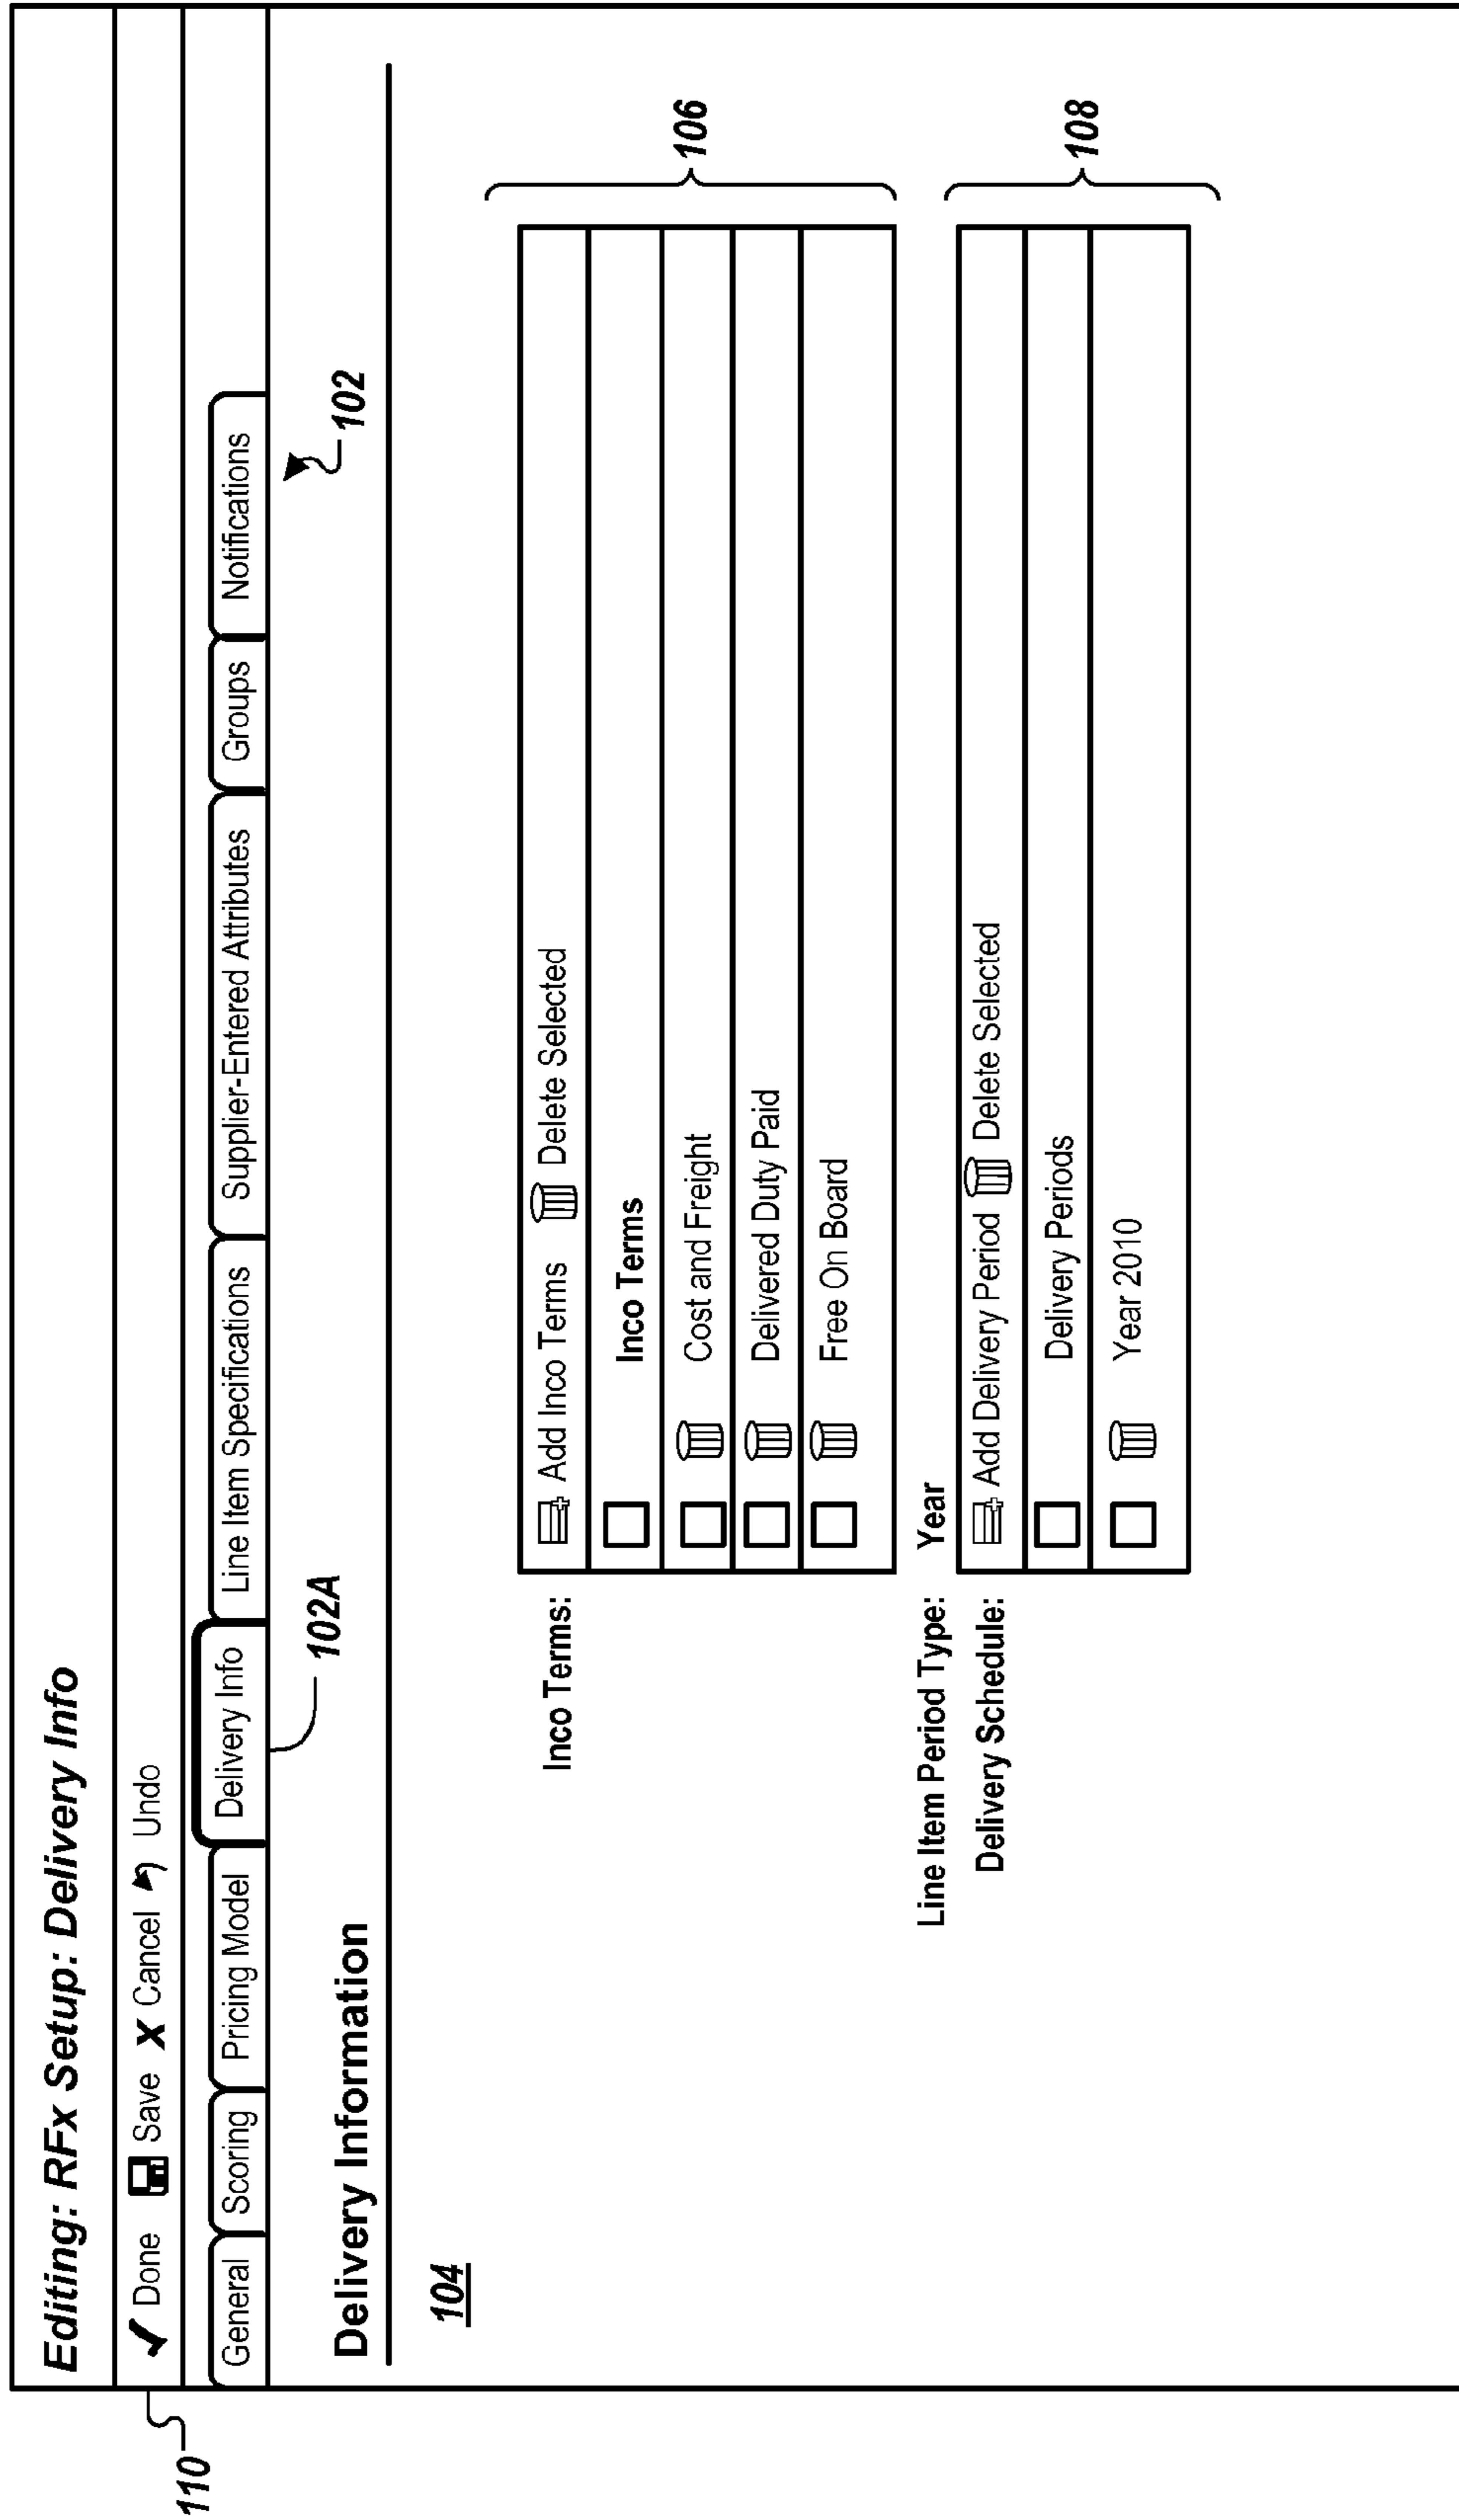 Editing: RFx Setup: Delivery Info
110
Done Save X Cancel Undo
General Scoring Pricing Model Delivery Info Line Item Specifications Supplier-Entered Attributes Groups Notifications
102A
102
Delivery Information
104
Inco Terms:
Add Inco Terms Delete Selected
Inco Terms
Cost and Freight
Delivered Duty Paid
Free On Board
106
Line Item Period Type: Year
Delivery Schedule:
Add Delivery Period Delete Selected
Delivery Periods
Year 2010
108